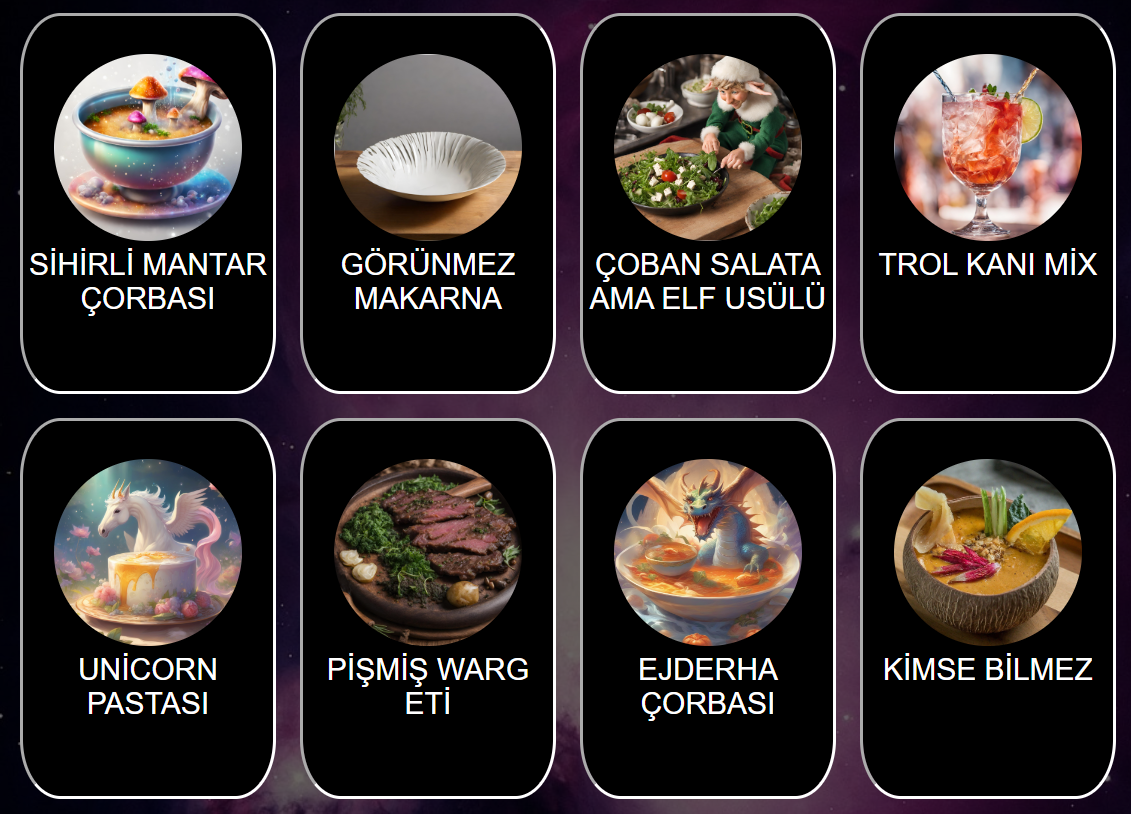 SİHİRLİ MANTAR
ÇORBASI
GÖRÜNMEZ
MAKARNA
ÇOBAN SALATA
AMA ELF USÜLÜ
TROL KANI MİX
UNİCORN
PASTASI
PİŞMİŞ WARG
ETİ
EJDERHA
ÇORBASI
KİMSE BİLMEZ